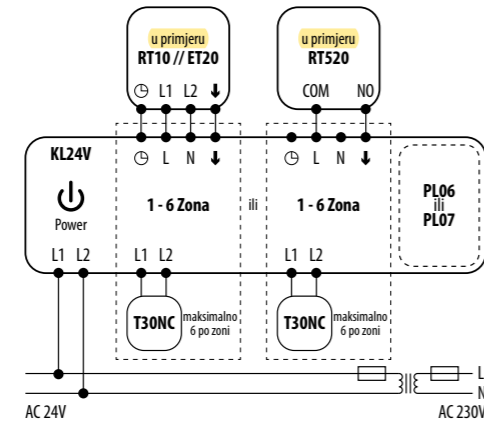 u primjeru
RT10 // ET20
L1 L2
u primjeru
RT520
COM NO
KL24V
Power
L1 L2
L N
1 - 6 Zona
L1 L2
ili
L N
1 - 6 Zona
L1 L2
PL06
ili
PL07
T30NC
maksimalno
6 po zoni
T30NC
maksimalno
6 po zoni
L
N
AC 24V
AC 230V